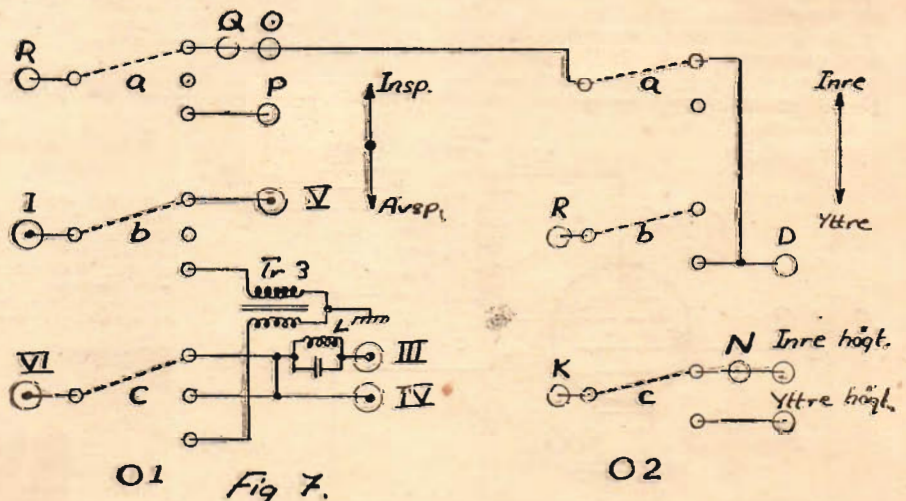 R Q O
a P
Insp.
Avsp.
a
Inre
Yttre
I V
b
R
b D
Tr 3
L
VI III
c IV
K N Inre högt.
c Yttre högt.
O1 Fig 7. O2